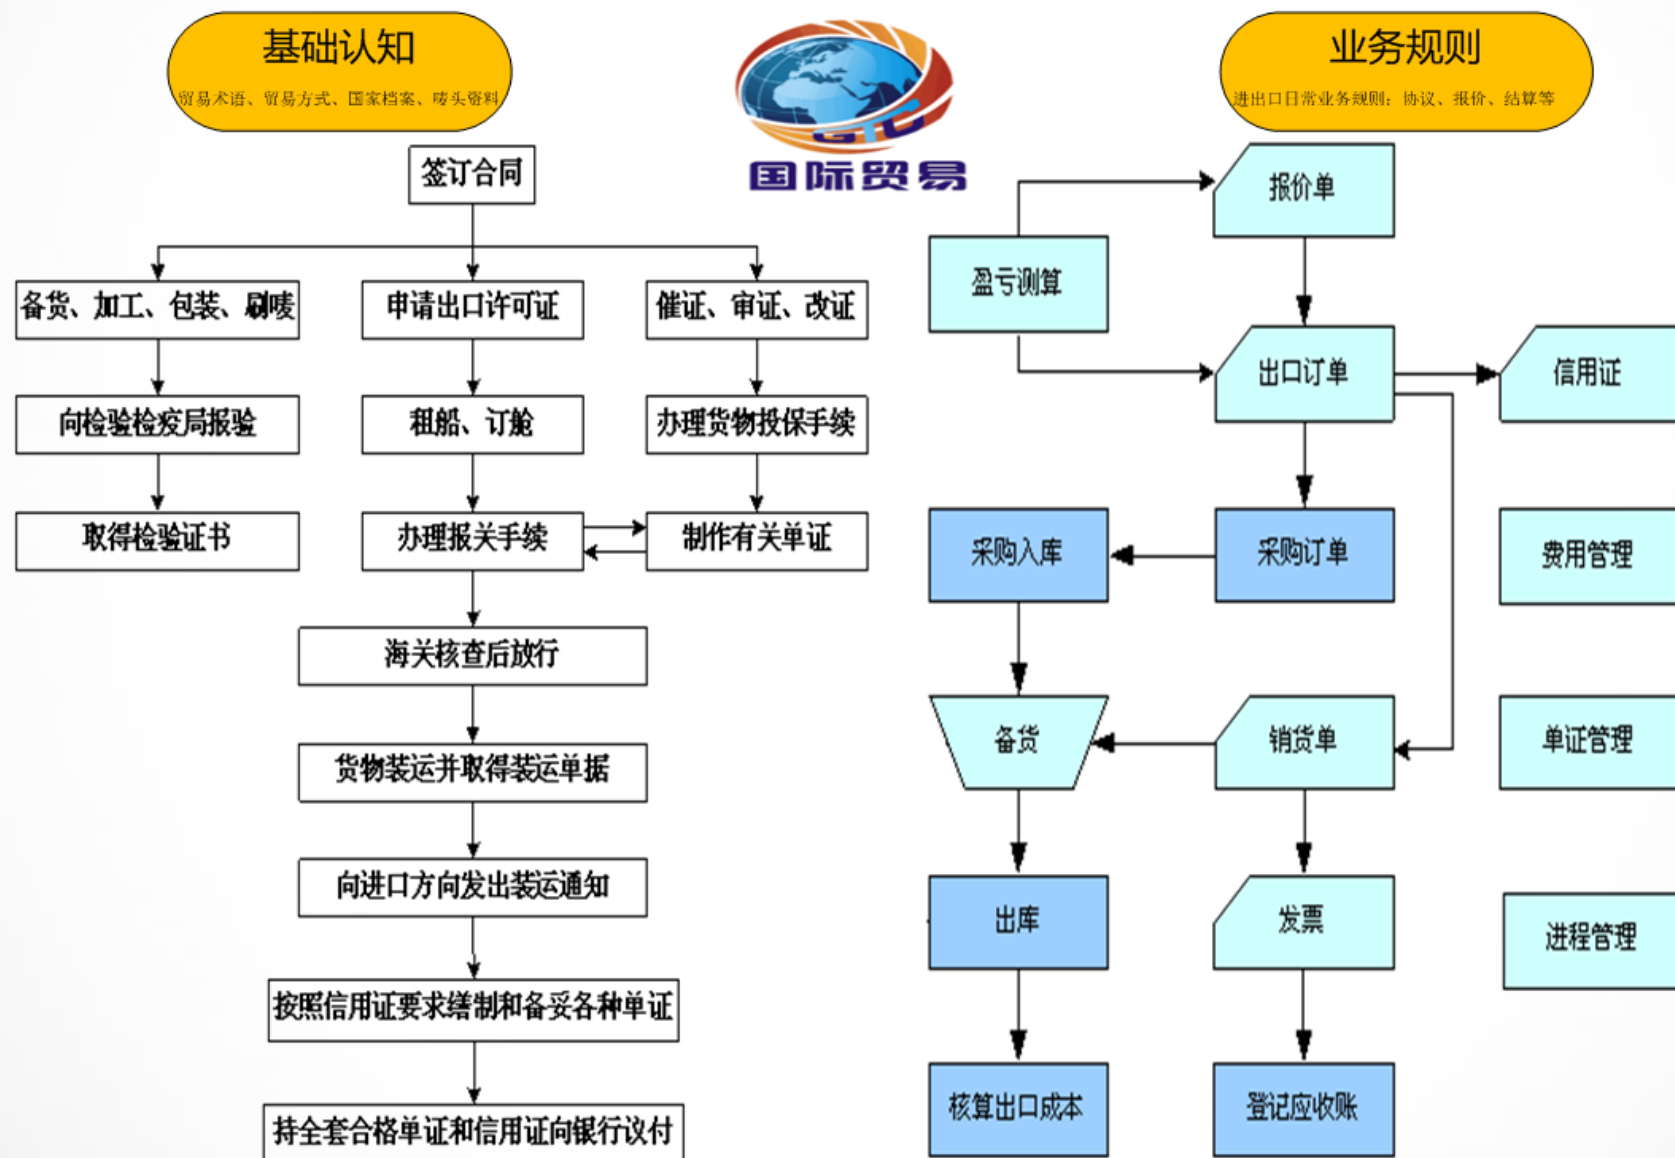 基础认知
贸易术语、贸易方式、国家档案、唛头资料
GTC
国际贸易
业务规则
进出口日常业务规则：协议、报价、结算等
签订合同
备货、加工、包装、刷唛
申请出口许可证
催证、审证、改证
向检验检疫局报验
租船、订舱
办理货物投保手续
取得检验证书
办理报关手续
制作有关单证
海关核查后放行
货物装运并取得装运单据
向进口方向发出装运通知
按照信用证要求缮制和备妥各种单证
持全套合格单证和信用证向银行议付
报价单
盈亏测算
出口订单
信用证
采购入库
采购订单
费用管理
备货
销货单
单证管理
出库
发票
进程管理
核算出口成本
登记应收账